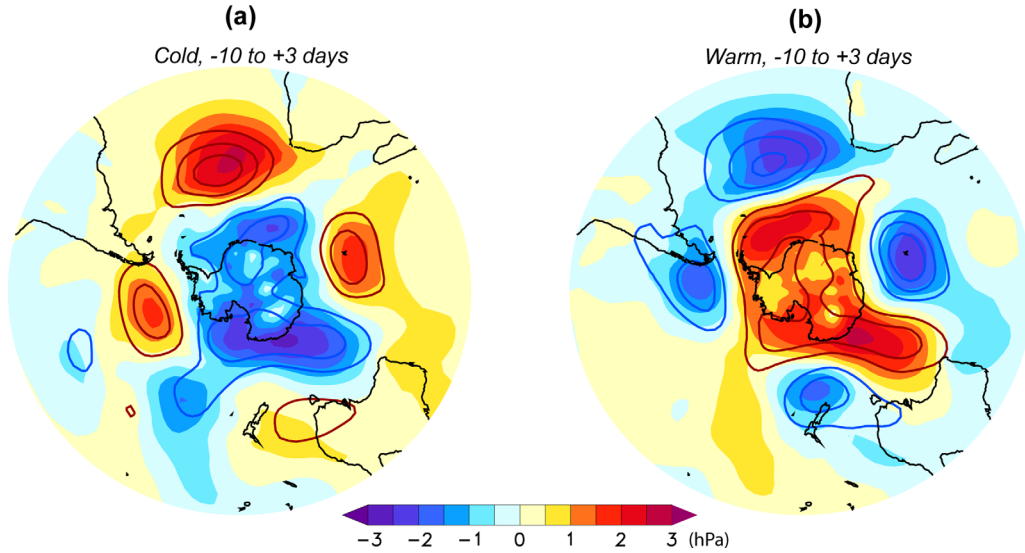 (a)
Cold, -10 to +3 days
(b)
Warm, -10 to +3 days
−3 −2 −1 0 1 2 3 (hPa)